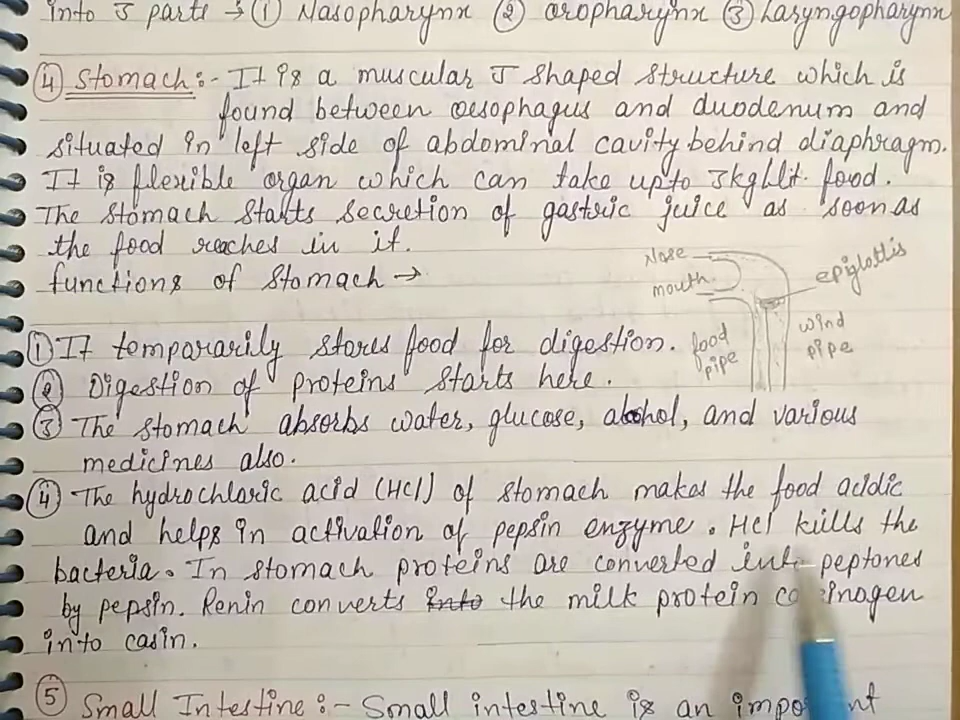 into 3 parts → ① Nasopharynx ② oropharynx ③ Laryngopharynx
④ Stomach :- It is a muscular J shaped structure which is
found between oesophagus and duodenum and
situated in left side of abdominal cavity behind diaphragm.
It is flexible organ which can take upto 3kg\lit. food.
The stomach starts secretion of gastric juice as soon as
the food reaches in it.
functions of Stomach →
Nose
mouth
epiglottis
food pipe
wind pipe
① It tempararily stores food for digestion.
② Digestion of proteins starts here.
③ The stomach absorbs water, glucose, alcohol, and various
medicines also.
④ The hydrochloric acid (HCl) of stomach makes the food acidic
and helps in activation of pepsin enzyme. HCl kills the
bacteria. In stomach proteins are converted into peptones
by pepsin. Renin converts into the milk protein
into casin.
⑤ Small Intestine :- Small intestine is an important